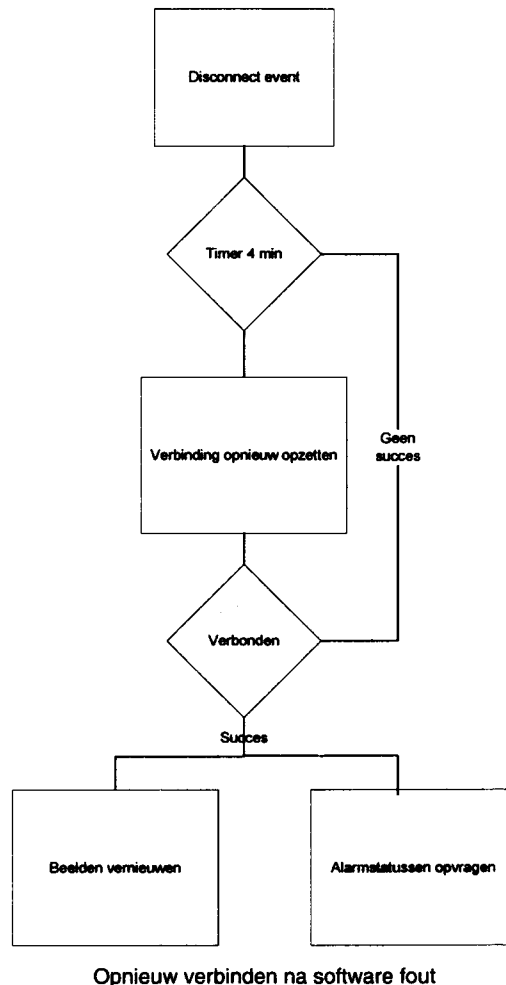 Disconnect event
Timer 4 min
Verbinding opnieuw opzetten
Geen
succes
Verbonden
Succes
Beelden vernieuwen
Alarmstatussen opvragen
Opnieuw verbinden na software fout